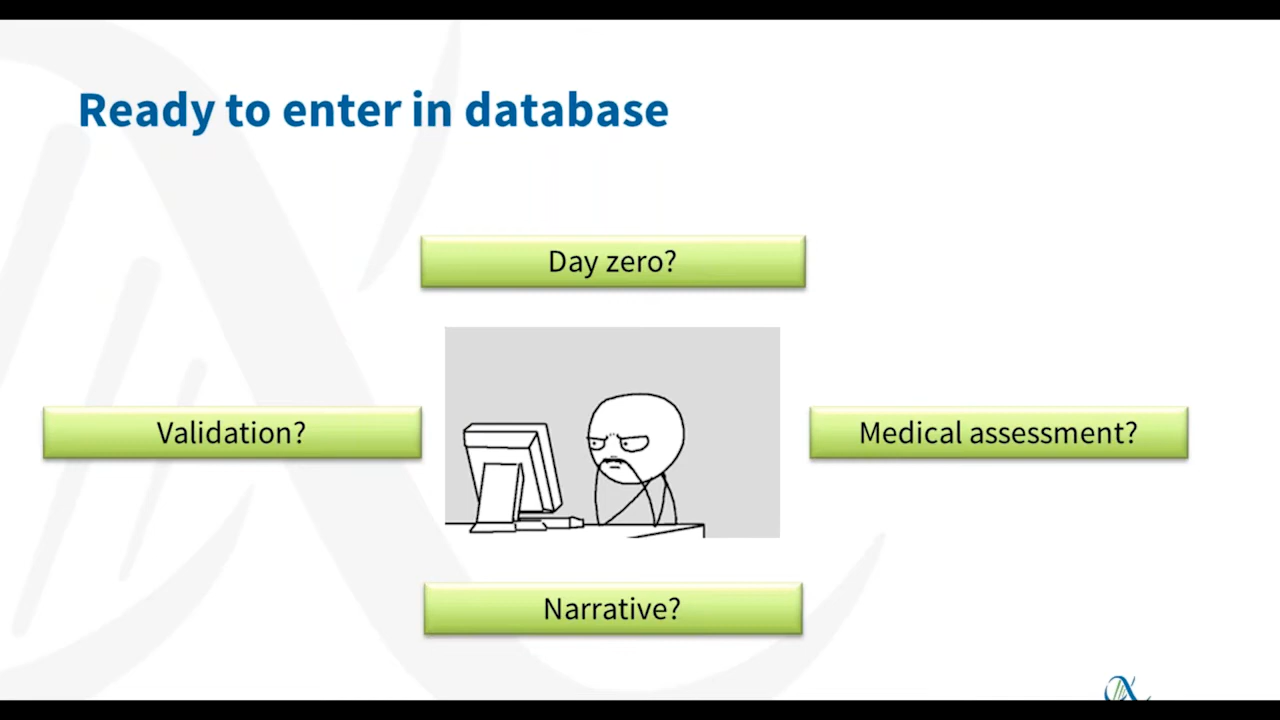 Ready to enter in database
Day zero?
Validation?
Medical assessment?
Narrative?